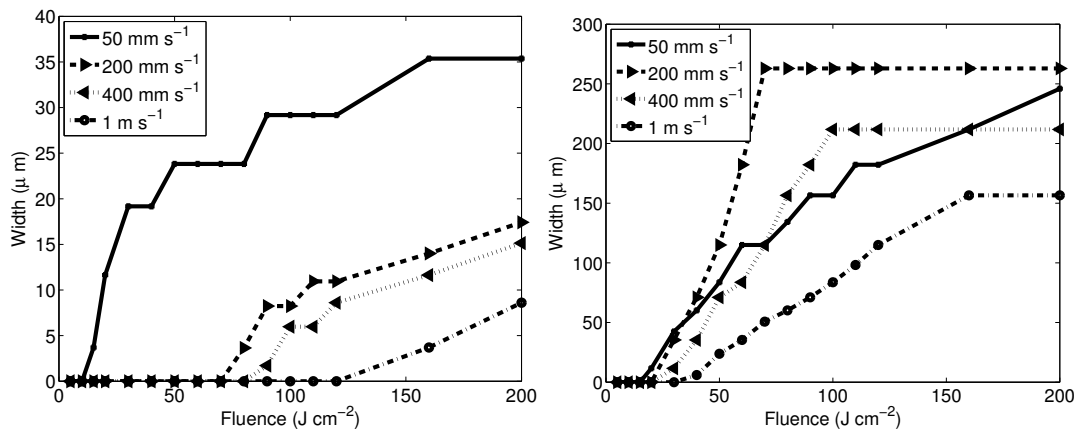 40
35
30
25
20
15
10
5
0
Width (μ m)
50 mm s⁻¹
200 mm s⁻¹
400 mm s⁻¹
1 m s⁻¹
0 50 100 150 200
Fluence (J cm⁻²)
300
250
200
150
100
50
0
Width (μ m)
50 mm s⁻¹
200 mm s⁻¹
400 mm s⁻¹
1 m s⁻¹
0 50 100 150 200
Fluence (J cm⁻²)